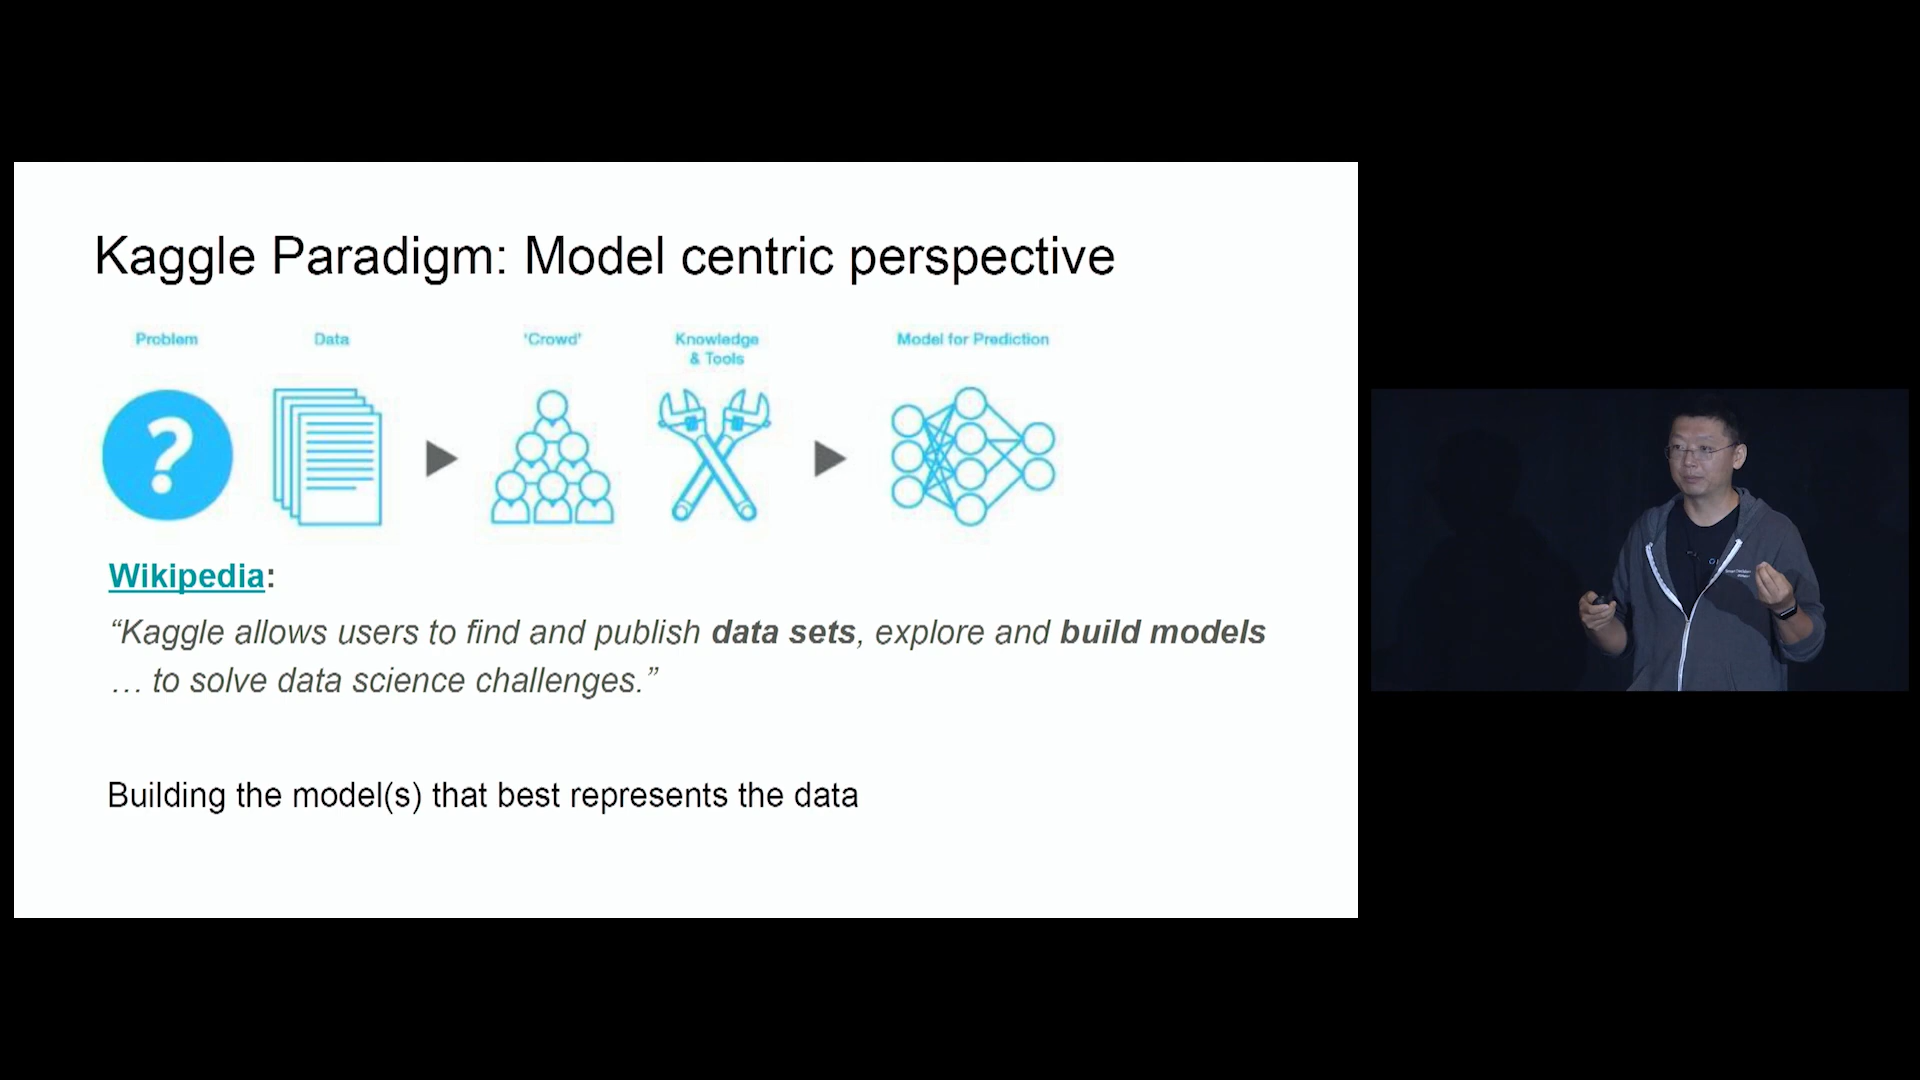 Kaggle Paradigm: Model centric perspective
Problem
Data
'Crowd'
Knowledge
& Tools
Model for Prediction
?
Wikipedia:
“Kaggle allows users to find and publish data sets, explore and build models
… to solve data science challenges.”
Building the model(s) that best represents the data